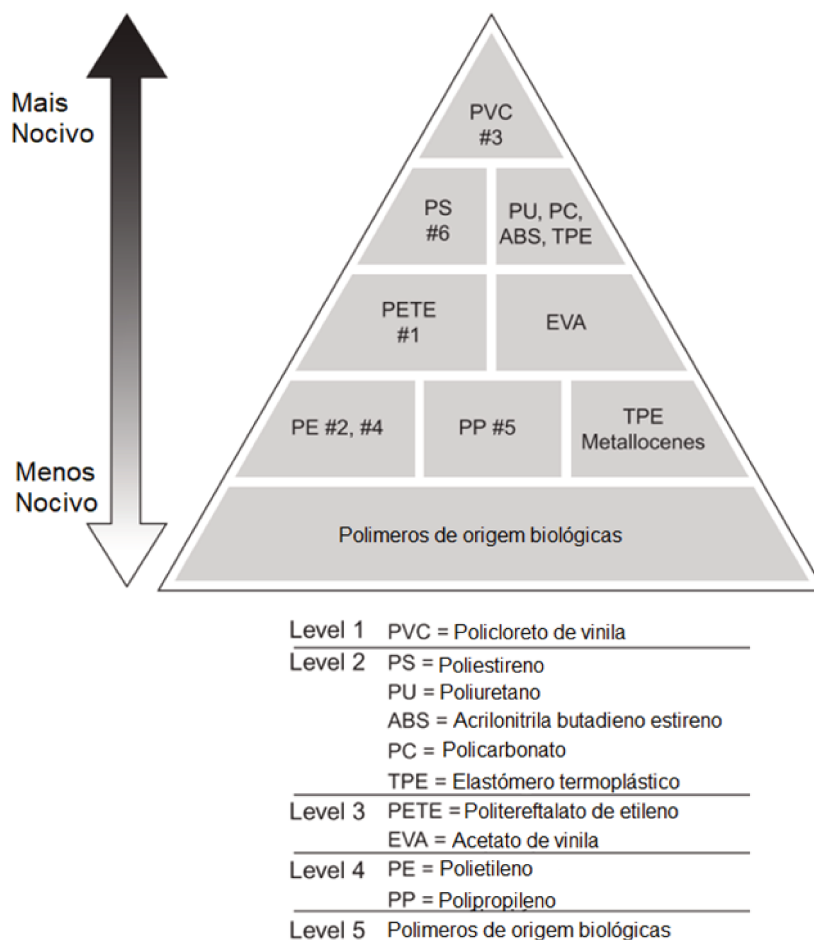 Mais
Nocivo
PVC
#3
PS
#6
PU, PC,
ABS, TPE
PETE
#1
EVA
PE #2, #4
PP #5
TPE
Metallocenes
Menos
Nocivo
Polimeros de origem biológicas
Level 1 PVC = Policloreto de vinila
Level 2 PS = Poliestireno
PU = Poliuretano
ABS = Acrilonitrila butadieno estireno
PC = Policarbonato
TPE = Elastómero termoplástico
Level 3 PETE = Politereftalato de etileno
EVA = Acetato de vinila
Level 4 PE = Polietileno
PP = Polipropileno
Level 5 Polimeros de origem biológicas